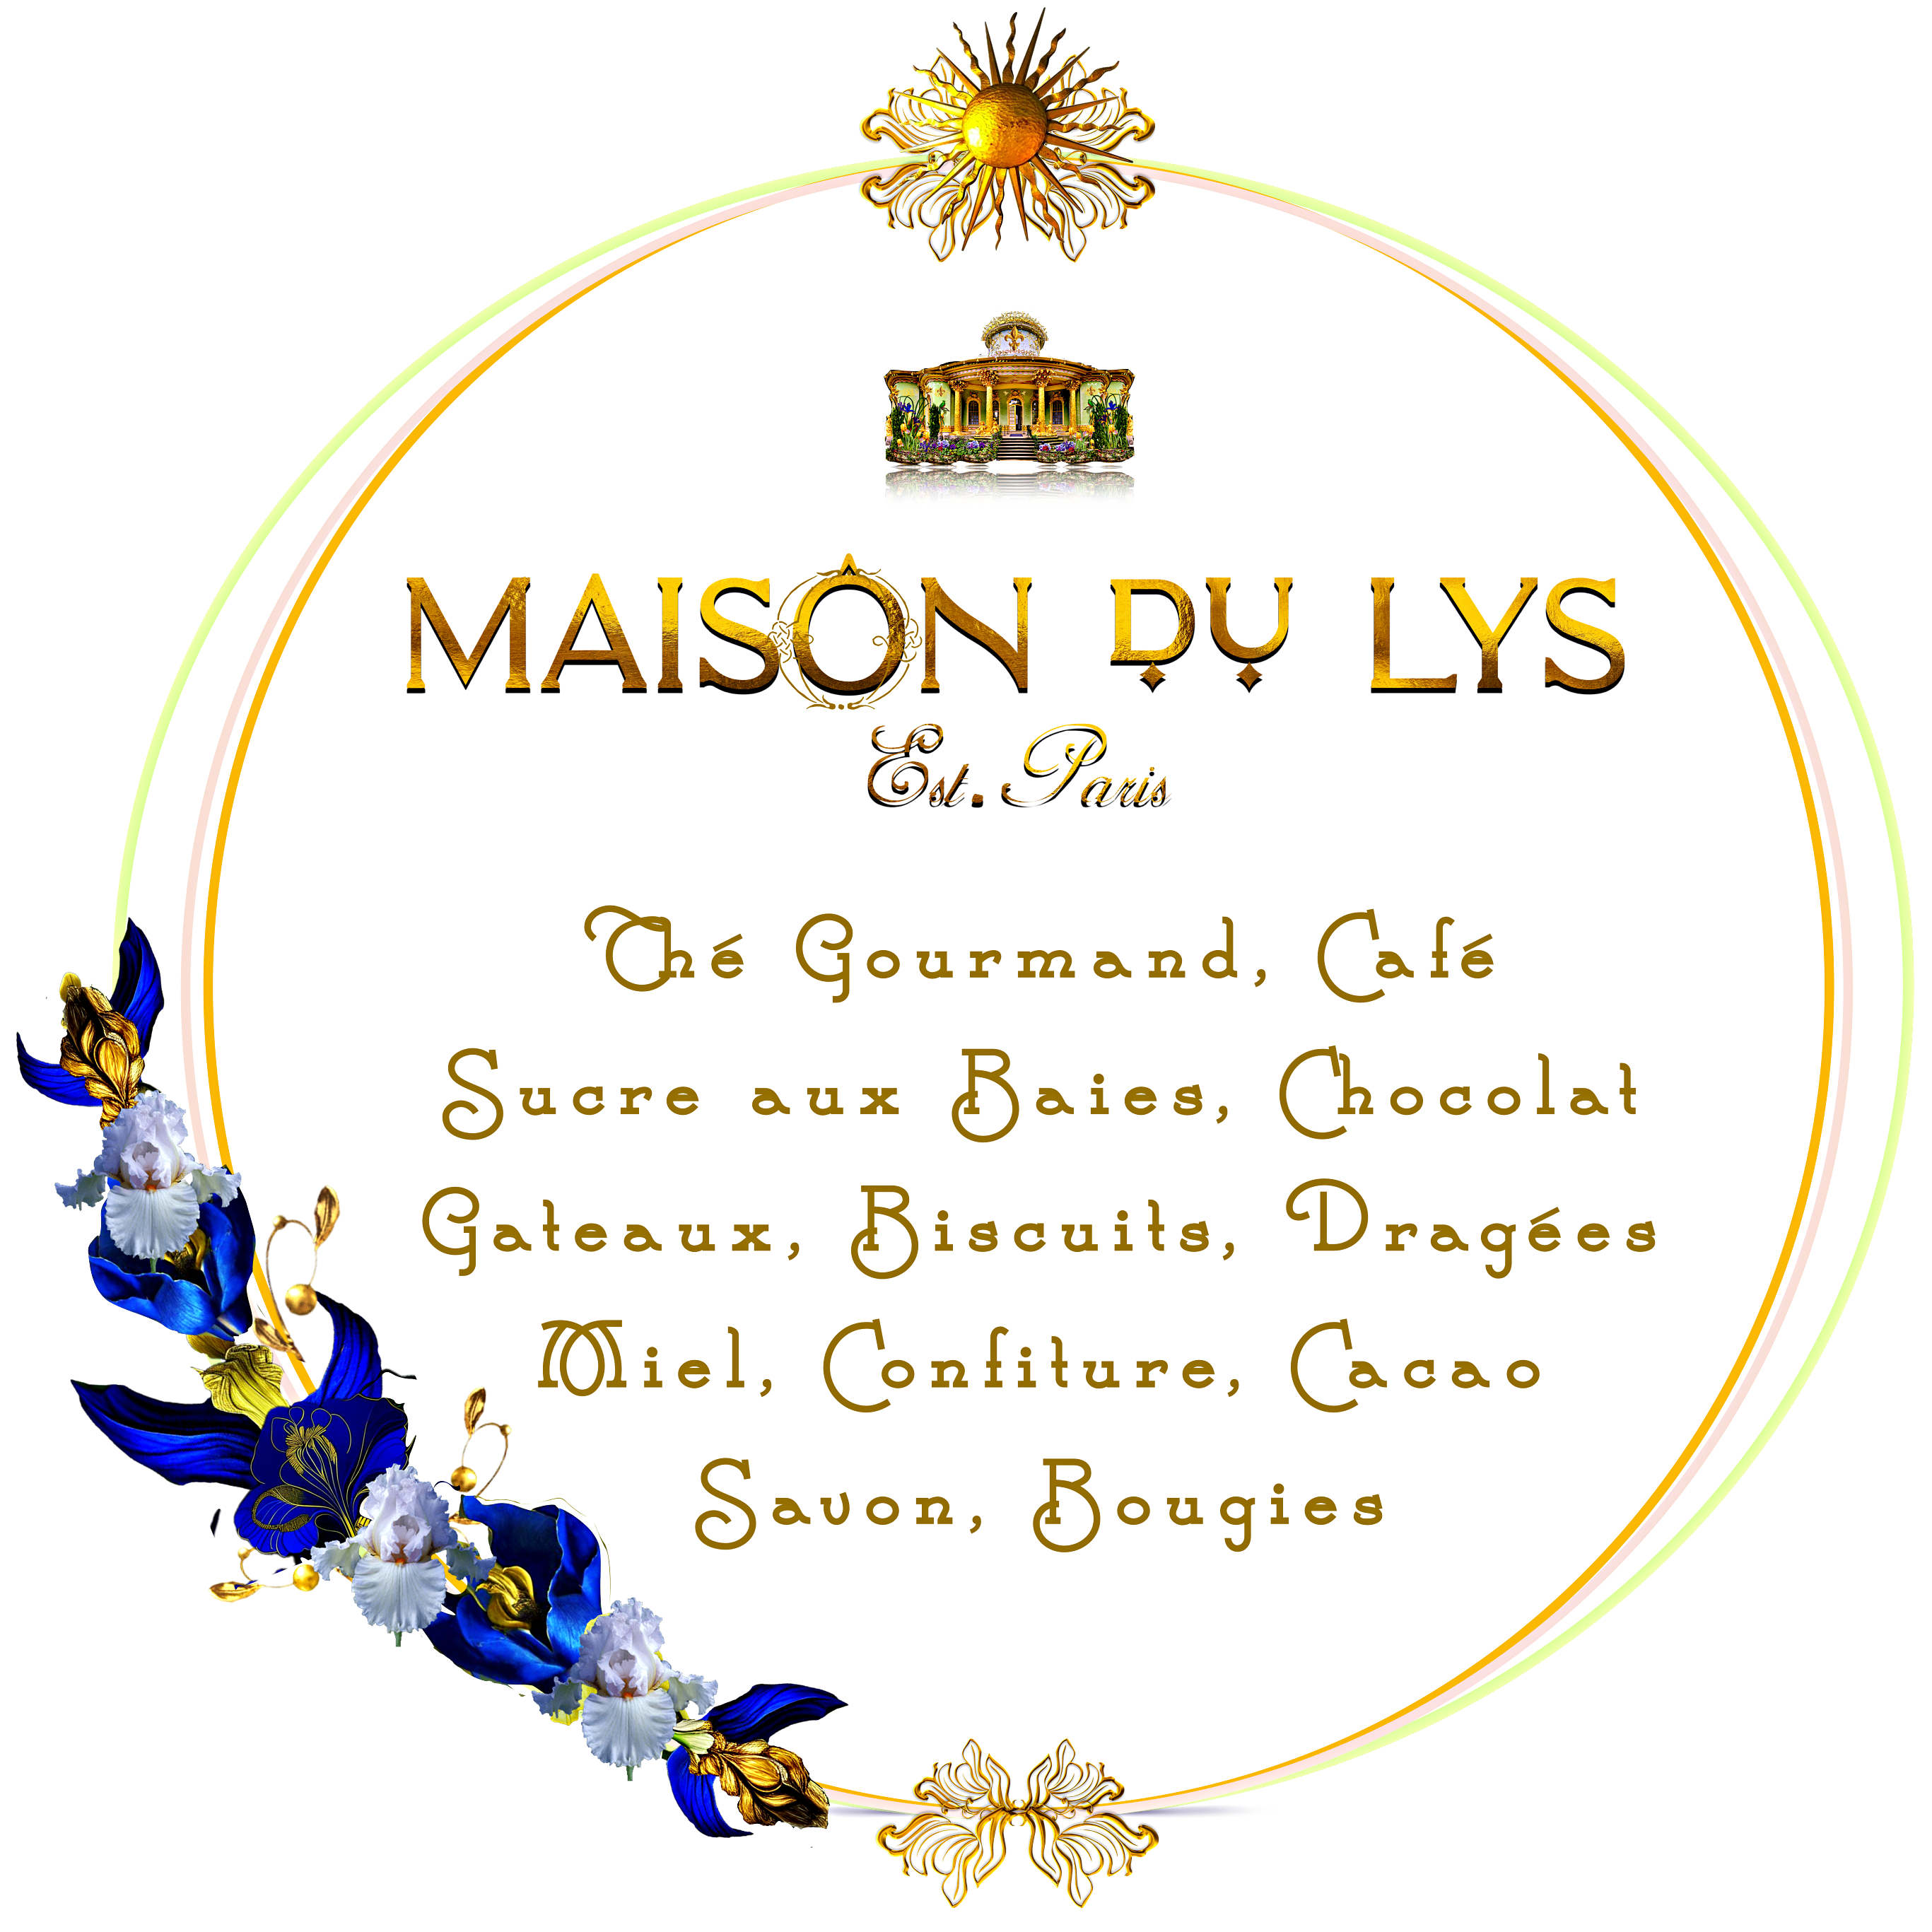 MAISÔN DU LYS
Est. Paris
Thé Gourmand, Café
Sucre aux Baies, Chocolat
Gateaux, Biscuits, Dragées
Miel, Confiture, Cacao
Savon, Bougies